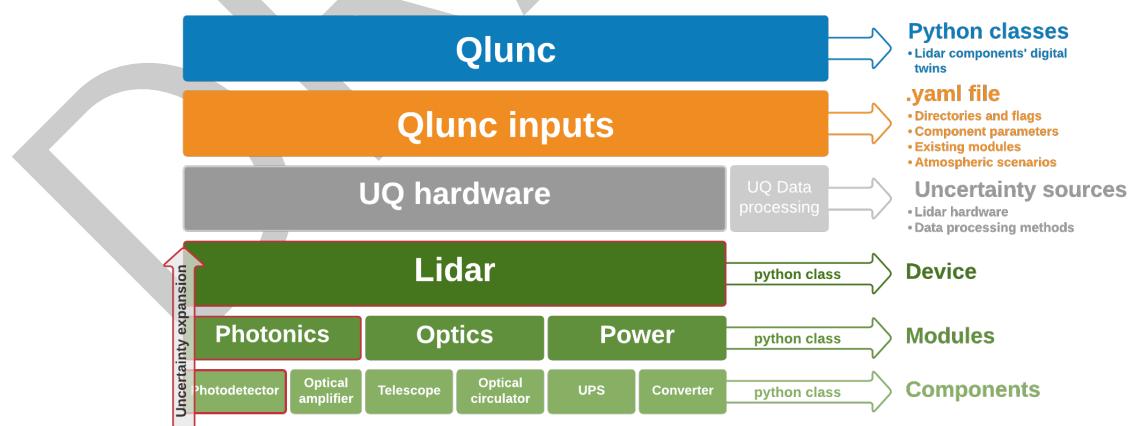 Qlunc
Python classes
• Lidar components' digital
twins
Qlunc inputs
.yaml file
• Directories and flags
• Component parameters
• Existing modules
• Atmospheric scenarios
UQ hardware
UQ Data
processing
Uncertainty sources
• Lidar hardware
• Data processing methods
Lidar
python class
Device
Uncertainty expansion
Photonics
Optics
Power
python class
Modules
Photodetector
Optical
amplifier
Telescope
Optical
circulator
UPS
Converter
python class
Components